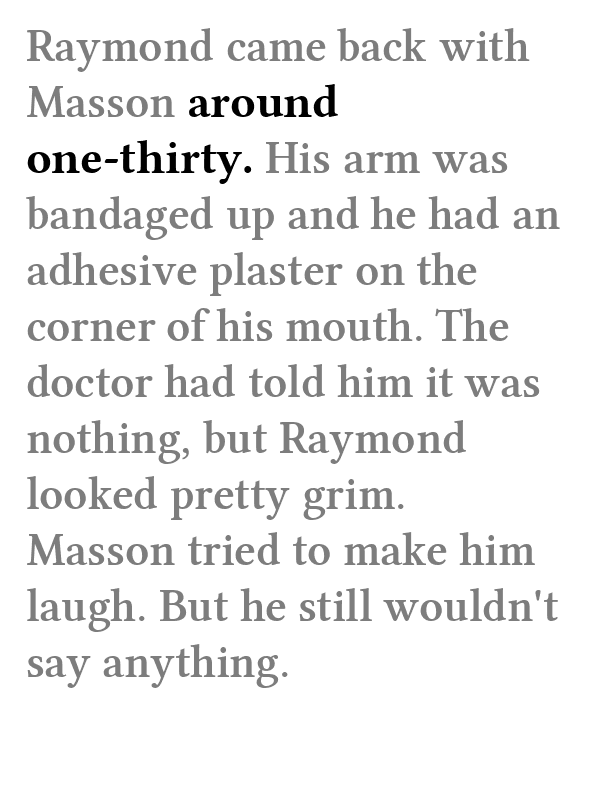 Raymond came back with
Masson around
one-thirty. His arm was
bandaged up and he had an
adhesive plaster on the
corner of his mouth. The
doctor had told him it was
nothing, but Raymond
looked pretty grim.
Masson tried to make him
laugh. But he still wouldn't
say anything.